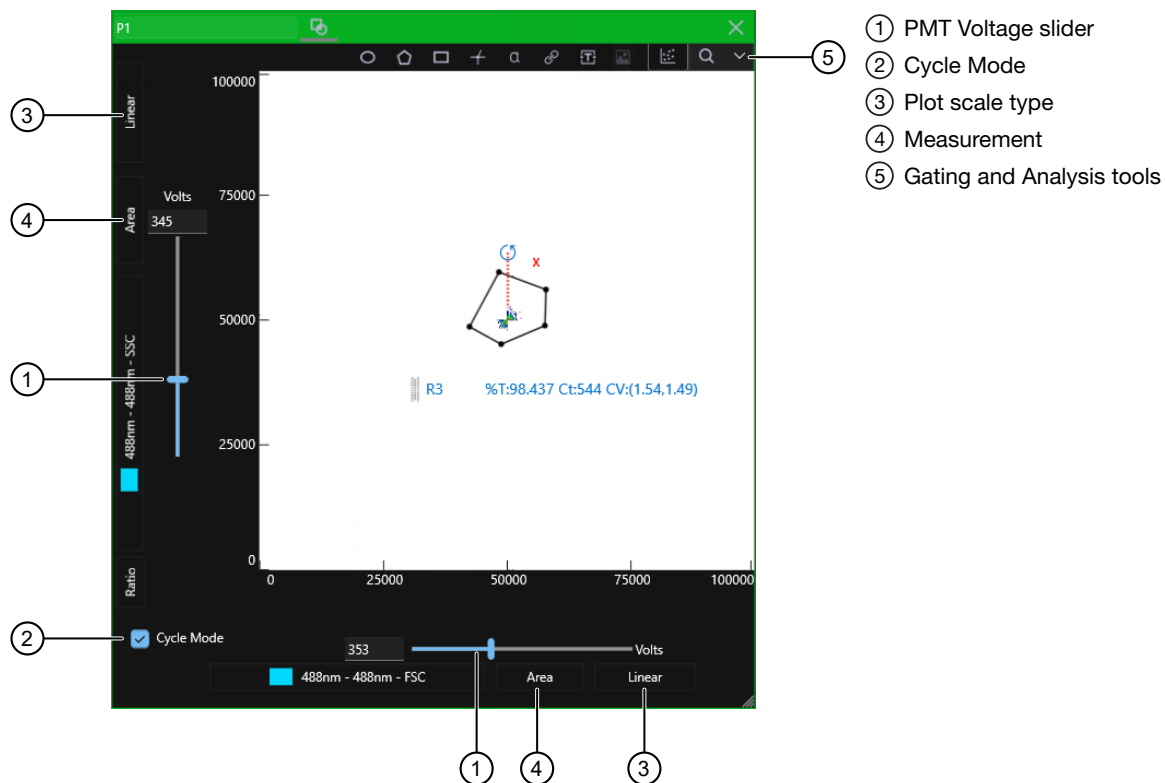 P1
① PMT Voltage slider
② Cycle Mode
③ Plot scale type
④ Measurement
⑤ Gating and Analysis tools
α
T
5
3
Linear
100000
4
Area
Volts
345
75000
X
50000
1
488nm - 488nm - SSC
R3 %T:98.437 Ct:544 CV:(1.54,1.49)
25000
Ratio
0
0 25000 50000 75000 100000
2
Cycle Mode
353 Volts
488nm - 488nm - FSC Area Linear
1 4 3